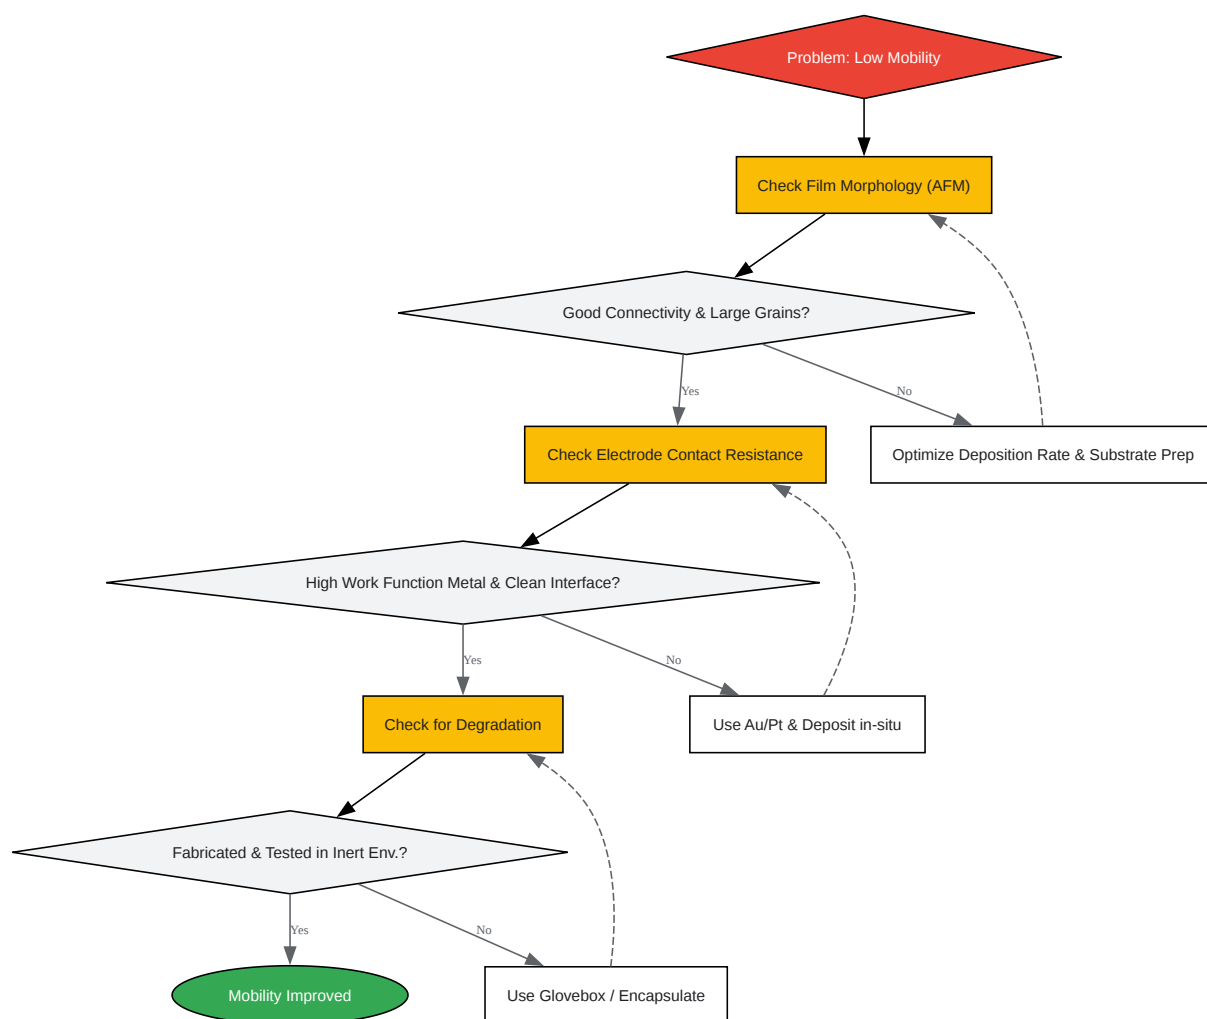 Problem: Low Mobility
Check Film Morphology (AFM)
Good Connectivity & Large Grains?
Yes
No
Check Electrode Contact Resistance
Optimize Deposition Rate & Substrate Prep
High Work Function Metal & Clean Interface?
Yes
No
Check for Degradation
Use Au/Pt & Deposit in-situ
Fabricated & Tested in Inert Env.?
Yes
No
Mobility Improved
Use Glovebox / Encapsulate